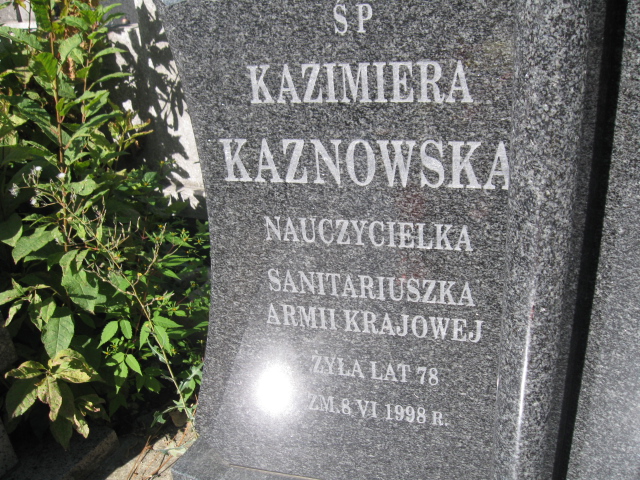 ŚP
KAZIMIERA
KAZNOWSKA
NAUCZYCIELKA
SANITARIUSZKA
ARMII KRAJOWEJ
ŻYŁA LAT 78
ZM. 8 VI 1998 R.